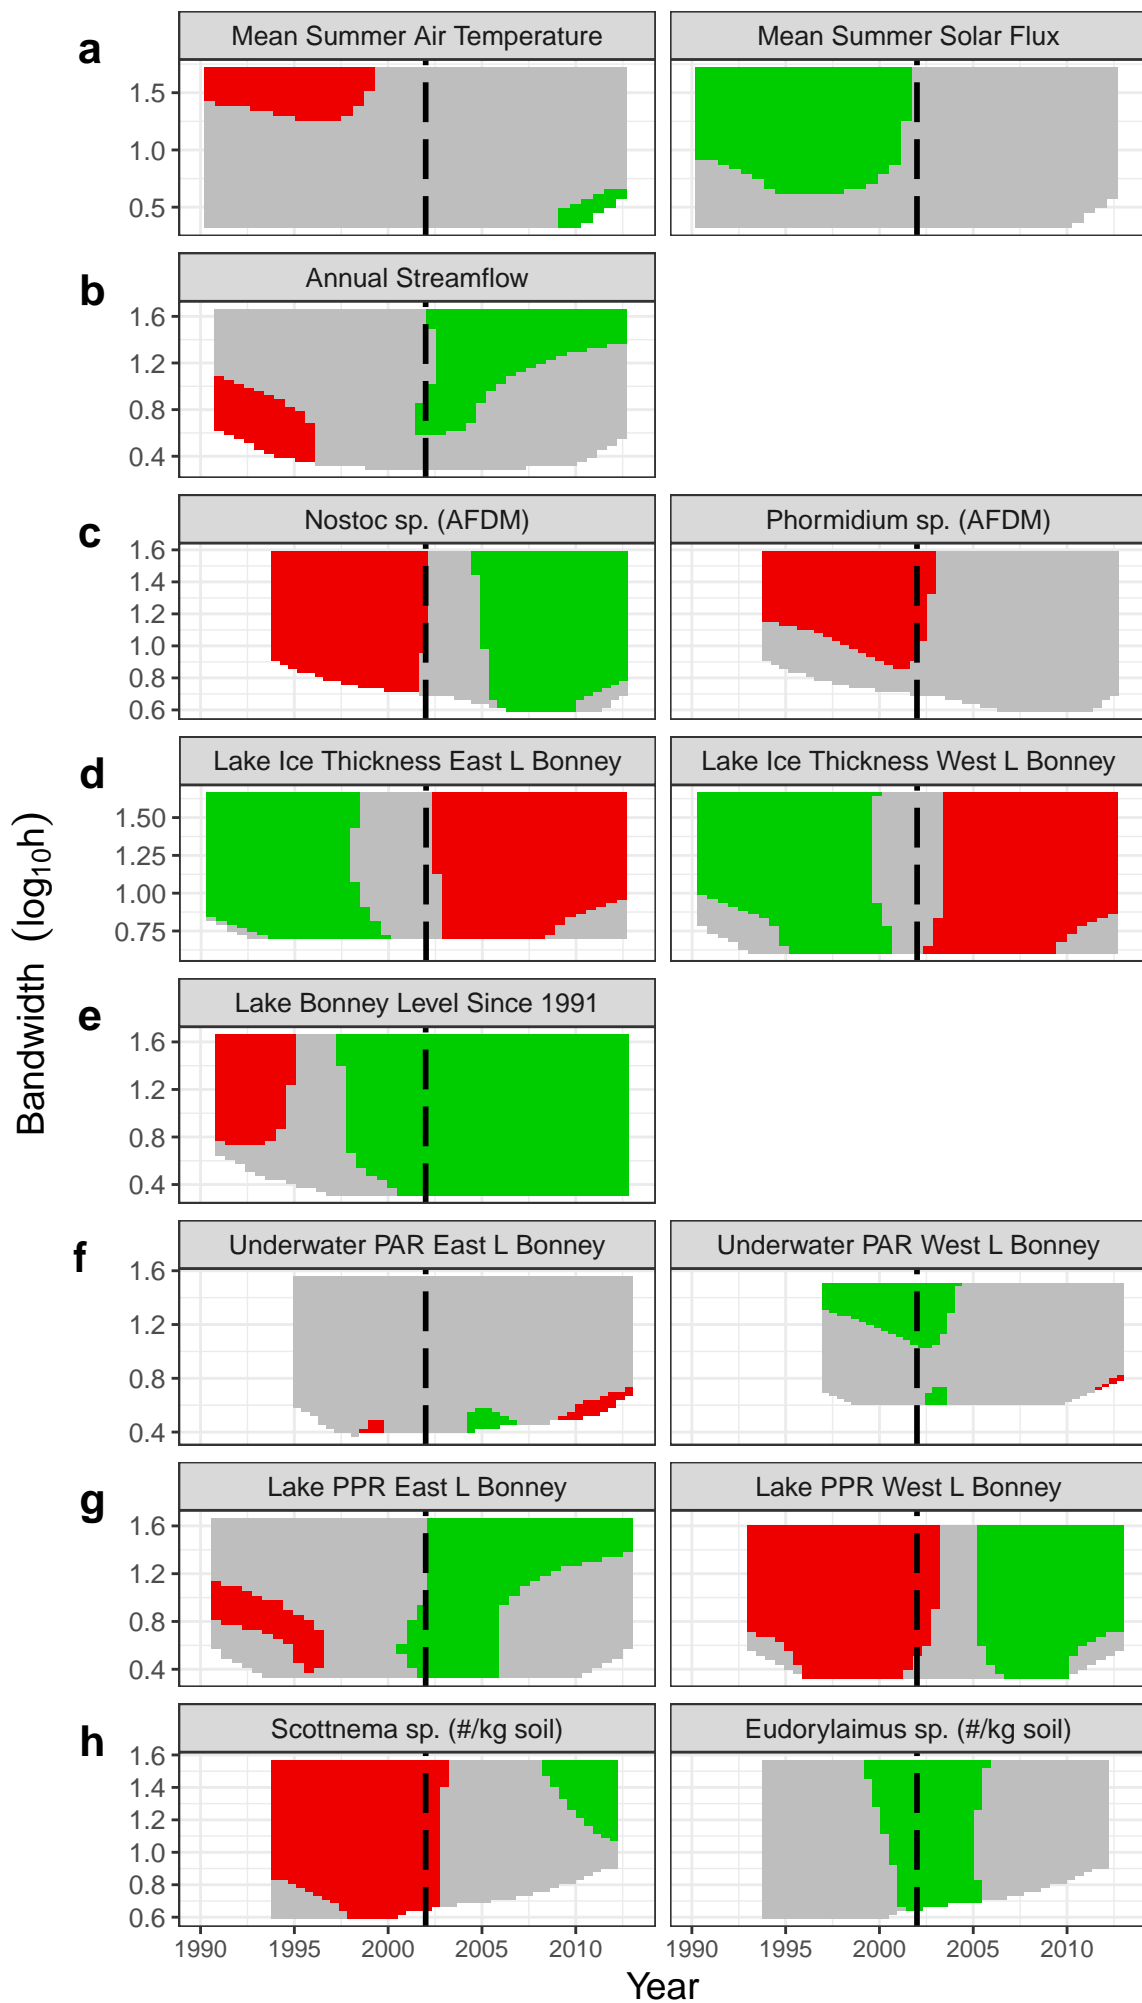 a
Mean Summer Air Temperature
Mean Summer Solar Flux
1.5
1.0
0.5
b
Annual Streamflow
1.6
1.2
0.8
0.4
c
Nostoc sp. (AFDM)
Phormidium sp. (AFDM)
1.6
1.4
1.2
1.0
0.8
0.6
d
Lake Ice Thickness East L Bonney
Lake Ice Thickness West L Bonney
1.50
1.25
1.00
0.75
Bandwidth (log₁₀h)
e
Lake Bonney Level Since 1991
1.6
1.2
0.8
0.4
f
Underwater PAR East L Bonney
Underwater PAR West L Bonney
1.6
1.2
0.8
0.4
g
Lake PPR East L Bonney
Lake PPR West L Bonney
1.6
1.2
0.8
0.4
h
Scottnema sp. (#/kg soil)
Eudorylaimus sp. (#/kg soil)
1.6
1.4
1.2
1.0
0.8
0.6
1990 1995 2000 2005 2010
1990 1995 2000 2005 2010
Year